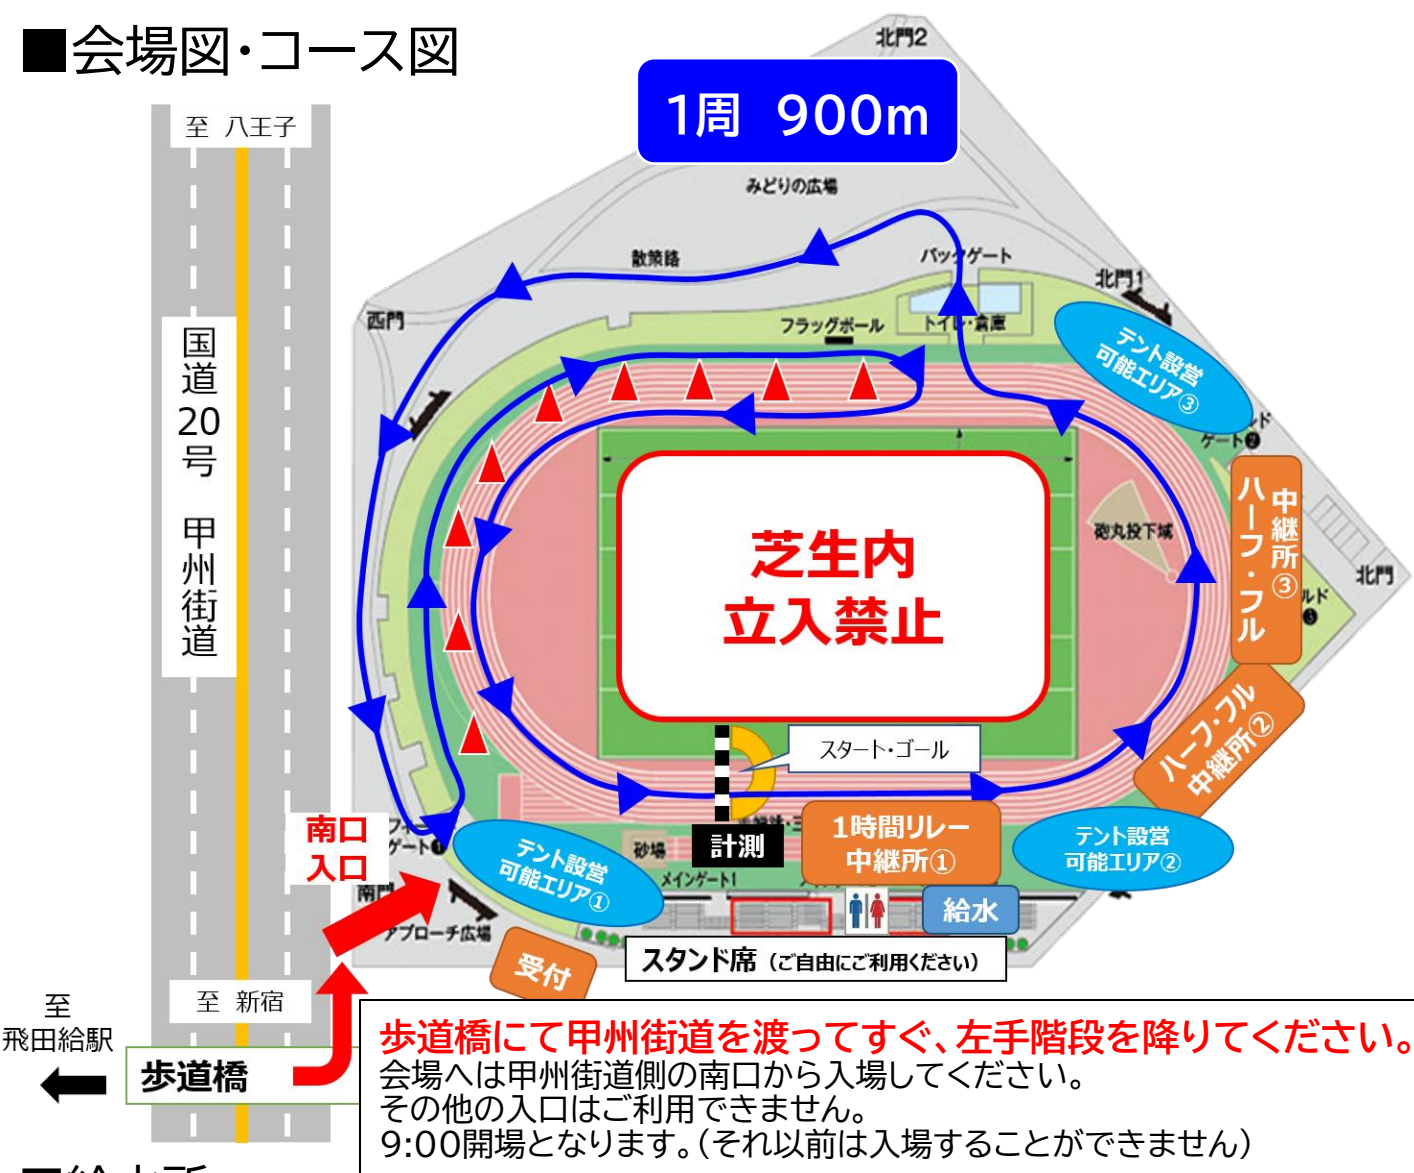 ■会場図・コース図
北門2
1周 900m
至 八王子
みどりの広場
散策路
バックゲート
北門1
西門
フラッグポール
トイレ・倉庫
テント設営
可能エリア③
ゲート❷
国道20号 甲州街道
芝生内
立入禁止
砲丸投下域
ハーフ・フル
中継所③
北門
ルド
❸
ハーフ・フル
中継所②
スタート・ゴール
南口
入口
ゲート❶
テント設営
可能エリア①
砂場
計測
1時間リレー
中継所①
テント設営
可能エリア②
メインゲート1
南門
アプローチ広場
給水
受付
スタンド席（ご自由にご利用ください）
至 新宿
至
飛田給駅
歩道橋
歩道橋にて甲州街道を渡ってすぐ、左手階段を降りてください。
会場へは甲州街道側の南口から入場してください。
その他の入口はご利用できません。
9:00開場となります。（それ以前は入場することができません）